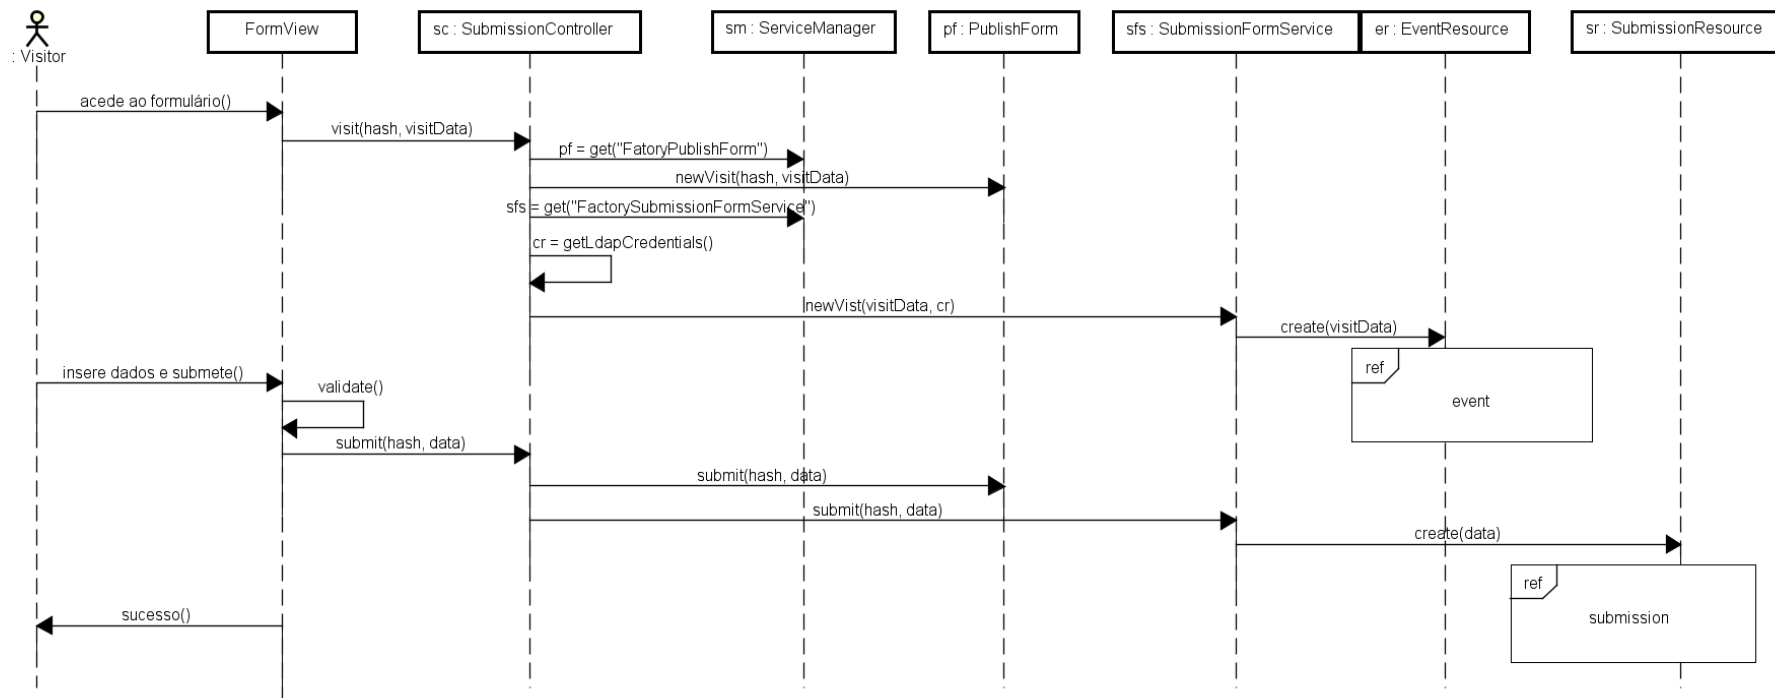 : Visitor
FormView
sc : SubmissionController
sm : ServiceManager
pf : PublishForm
sfs : SubmissionFormService
er : EventResource
sr : SubmissionResource
acede ao formulário()
visit(hash, visitData)
pf = get("FatoryPublishForm")
newVisit(hash, visitData)
sfs = get("FactorySubmissionFormService")
cr = getLdapCredentials()
newVist(visitData, cr)
create(visitData)
ref
event
insere dados e submete()
validate()
submit(hash, data)
submit(hash, data)
submit(hash, data)
create(data)
ref
submission
sucesso()